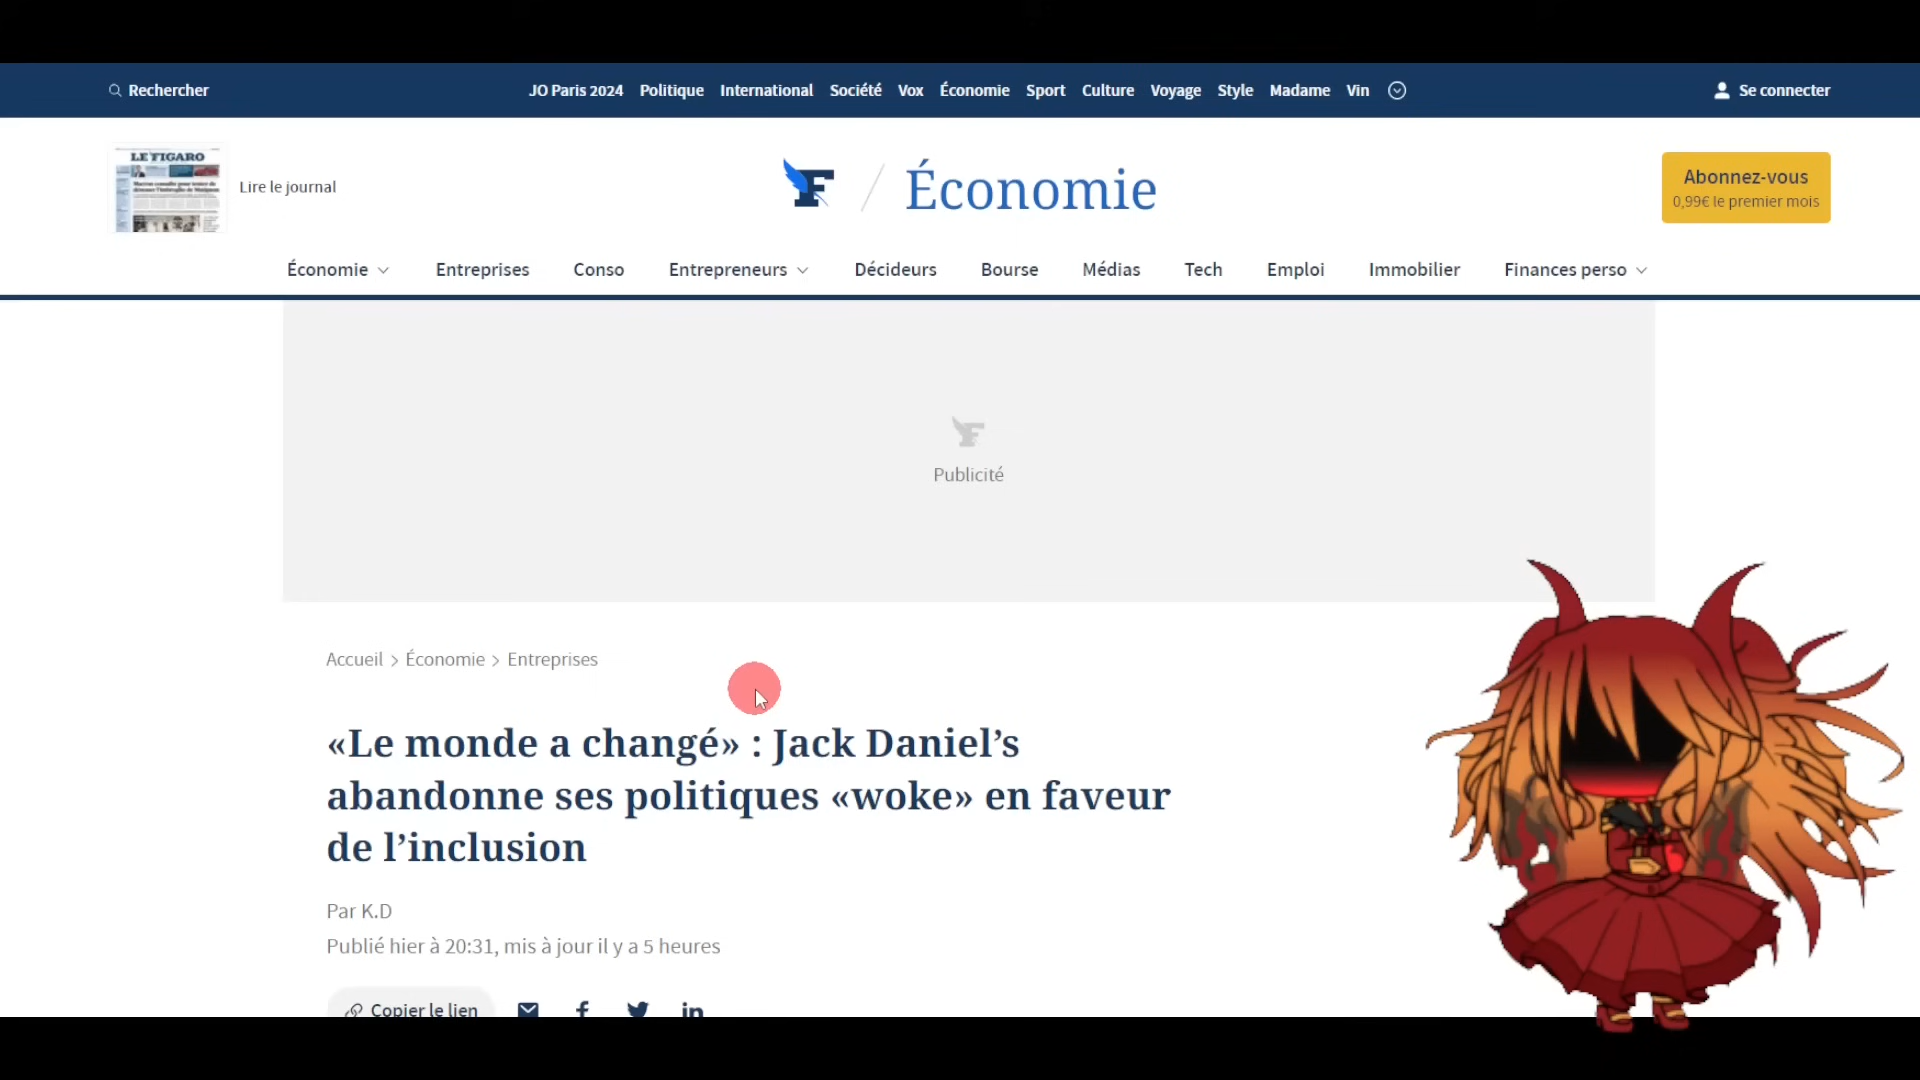 Rechercher
JO Paris 2024 Politique International Société Vox Économie Sport Culture Voyage Style Madame Vin
Se connecter
LE FIGARO
Lire le journal
F / Économie
Abonnez-vous
0,99€ le premier mois
Économie Entreprises Conso Entrepreneurs Décideurs Bourse Médias Tech Emploi Immobilier Finances perso
Publicité
Accueil > Économie > Entreprises
«Le monde a changé» : Jack Daniel’s
abandonne ses politiques «woke» en faveur
de l’inclusion
Par K.D
Publié hier à 20:31, mis à jour il y a 5 heures
Copier le lien